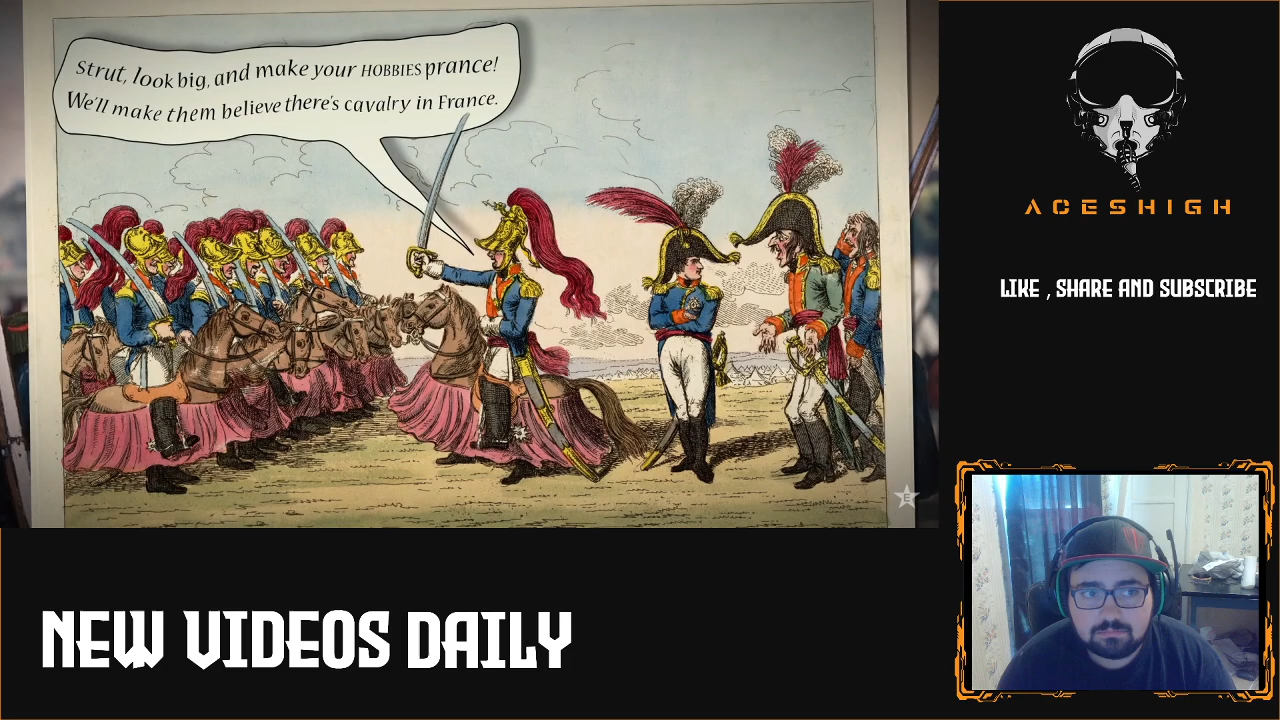 Strut, look big, and make your HOBBIES prance!
We'll make them believe there's cavalry in France.
ACESHIGH
LIKE , SHARE AND SUBSCRIBE
E
NEW VIDEOS DAILY